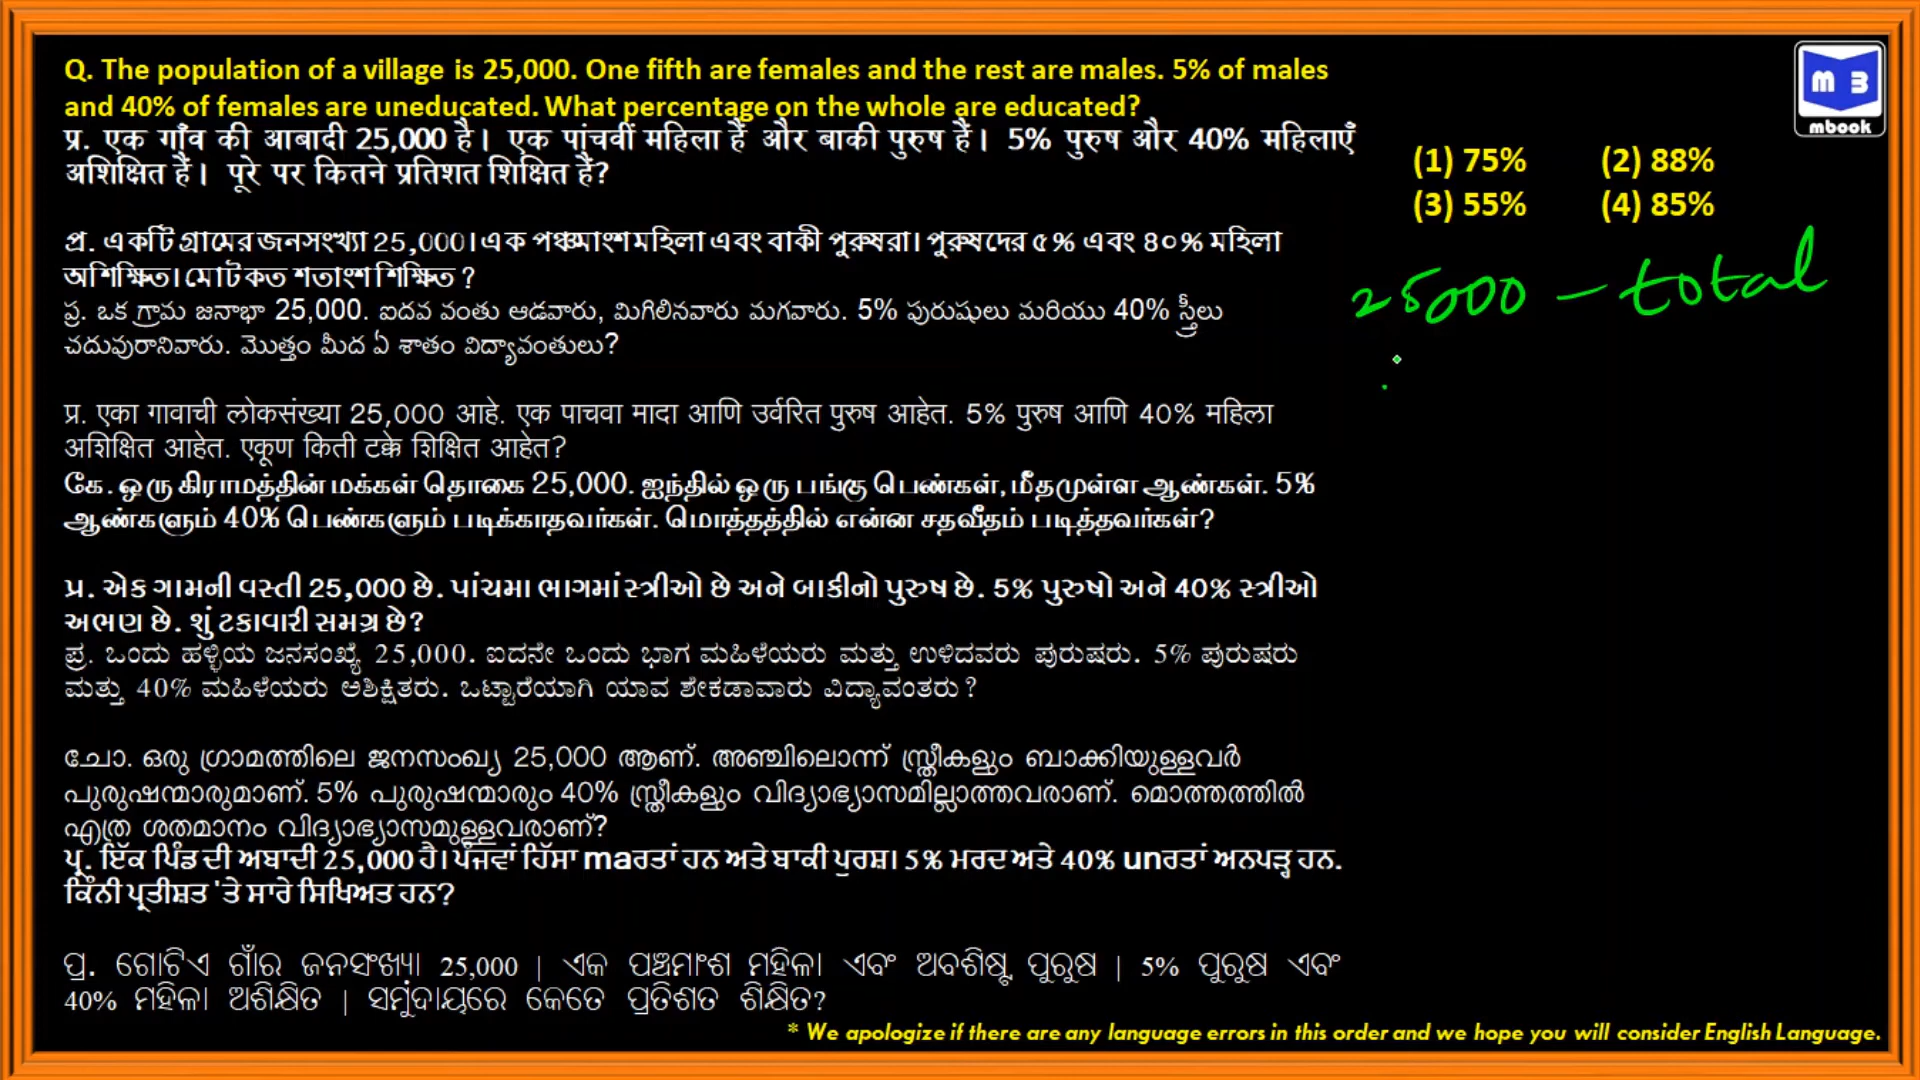 Q. The population of a village is 25,000. One fifth are females and the rest are males. 5% of males
and 40% of females are uneducated. What percentage on the whole are educated?
प्र. एक गाँव की आबादी 25,000 है। एक पांचवीं महिला हैं और बाकी पुरुष हैं। 5% पुरुष और 40% महिलाएँ
अशिक्षित हैं। पूरे पर कितने प्रतिशत शिक्षित हैं?
(1) 75% (2) 88%
(3) 55% (4) 85%
25000 – total
প্র. একটি গ্রামের জনসংখ্যা 25,000। এক পঞ্চমাংশ মহিলা এবং বাকী পুরুষরা। পুরুষদের ৫% এবং ৪০% মহিলা
অশিক্ষিত। মোট কত শতাংশ শিক্ষিত ?
ప్ర. ఒక గ్రామ జనాభా 25,000. ఐదవ వంతు ఆడవారు, మిగిలినవారు మగవారు. 5% పురుషులు మరియు 40% స్త్రీలు
చదువురానివారు. మొత్తం మీద ఏ శాతం విద్యావంతులు?
प्र. एका गावाची लोकसंख्या 25,000 आहे. एक पाचवा मादा आणि उर्वरित पुरुष आहेत. 5% पुरुष आणि 40% महिला
अशिक्षित आहेत. एकूण किती टक्के शिक्षित आहेत?
கே. ஒரு கிராமத்தின் மக்கள் தொகை 25,000. ஐந்தில் ஒரு பங்கு பெண்கள், மீதமுள்ள ஆண்கள். 5%
ஆண்களும் 40% பெண்களும் படிக்காதவர்கள். மொத்தத்தில் என்ன சதவீதம் படித்தவர்கள்?
પ્ર. એક ગામની વસ્તી 25,000 છે. પાંચમા ભાગમાં સ્ત્રીઓ છે અને બાકીનો પુરુષ છે. 5% પુરુષો અને 40% સ્ત્રીઓ
અભણ છે. શું ટકાવારી સમગ્ર છે?
ಪ್ರ. ಒಂದು ಹಳ್ಳಿಯ ಜನಸಂಖ್ಯೆ 25,000. ಐದನೇ ಒಂದು ಭಾಗ ಮಹಿಳೆಯರು ಮತ್ತು ಉಳಿದವರು ಪುರುಷರು. 5% ಪುರುಷರು
ಮತ್ತು 40% ಮಹಿಳೆಯರು ಅಶಿಕ್ಷಿತರು. ಒಟ್ಟಾರೆಯಾಗಿ ಯಾವ ಶೇಕಡಾವಾರು ವಿದ್ಯಾವಂತರು?
ചോ. ഒരു ഗ്രാമത്തിലെ ജനസംഖ്യ 25,000 ആണ്. അഞ്ചിലൊന്ന് സ്ത്രീകളും ബാക്കിയുള്ളവർ
പുരുഷന്മാരുമാണ്. 5% പുരുഷന്മാരും 40% സ്ത്രീകളും വിദ്യാഭ്യാസമില്ലാത്തവരാണ്. മൊത്തത്തിൽ
എത്ര ശതമാനം വിദ്യാഭ്യാസമുള്ളവരാണ്?
ਪ੍ਰ. ਇੱਕ ਪਿੰਡ ਦੀ ਅਬਾਦੀ 25,000 ਹੈ। ਪੰਜਵਾਂ ਹਿੱਸਾ maਰਤਾਂ ਹਨ ਅਤੇ ਬਾਕੀ ਪੁਰਸ਼। 5% ਮਰਦ ਅਤੇ 40% unਰਤਾਂ ਅਨਪੜ੍ਹ ਹਨ.
ਕਿੰਨੀ ਪ੍ਰਤੀਸ਼ਤ 'ਤੇ ਸਾਰੇ ਸਿਖਿਅਤ ਹਨ?
ପ୍ର. ଗୋଟିଏ ଗାଁର ଜନସଂଖ୍ୟା 25,000 | ଏକ ପଞ୍ଚମାଂଶ ମହିଳା ଏବଂ ଅବଶିଷ୍ଟ ପୁରୁଷ | 5% ପୁରୁଷ ଏବଂ
40% ମହିଳା ଅଶିକ୍ଷିତ | ସମୁଦାୟରେ କେତେ ପ୍ରତିଶତ ଶିକ୍ଷିତ?
* We apologize if there are any language errors in this order and we hope you will consider English Language.
m 3
mbook